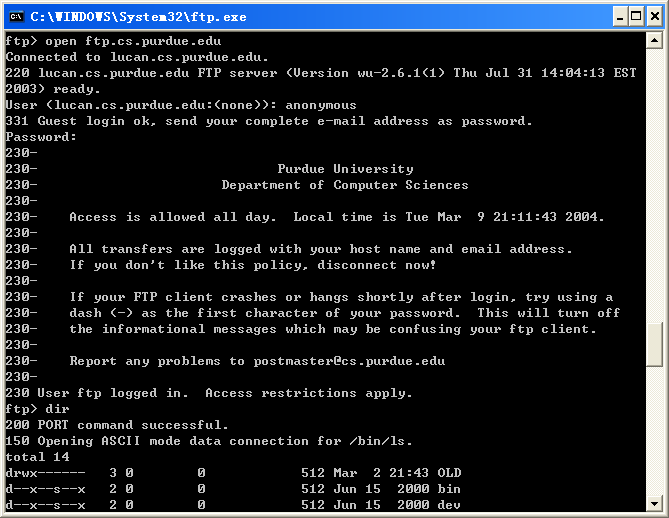 C:\WINDOWS\System32\ftp.exe
ftp> open ftp.cs.purdue.edu
Connected to lucan.cs.purdue.edu.
220 lucan.cs.purdue.edu FTP server (Version wu-2.6.1(1) Thu Jul 31 14:04:13 EST
2003) ready.
User (lucan.cs.purdue.edu:(none)): anonymous
331 Guest login ok, send your complete e-mail address as password.
Password:
230-
230-                              Purdue University
230-                       Department of Computer Sciences
230-
230-    Access is allowed all day.  Local time is Tue Mar  9 21:11:43 2004.
230-
230-    All transfers are logged with your host name and email address.
230-    If you don't like this policy, disconnect now!
230-
230-    If your FTP client crashes or hangs shortly after login, try using a
230-    dash (-) as the first character of your password.  This will turn off
230-    the informational messages which may be confusing your ftp client.
230-
230-    Report any problems to postmaster@cs.purdue.edu
230-
230 User ftp logged in.  Access restrictions apply.
ftp> dir
200 PORT command successful.
150 Opening ASCII mode data connection for /bin/ls.
total 14
drwx------   3 0        0            512 Mar  2 21:43 OLD
d--x--s--x   2 0        0            512 Jun 15  2000 bin
d--x--s--x   2 0        0            512 Jun 15  2000 dev